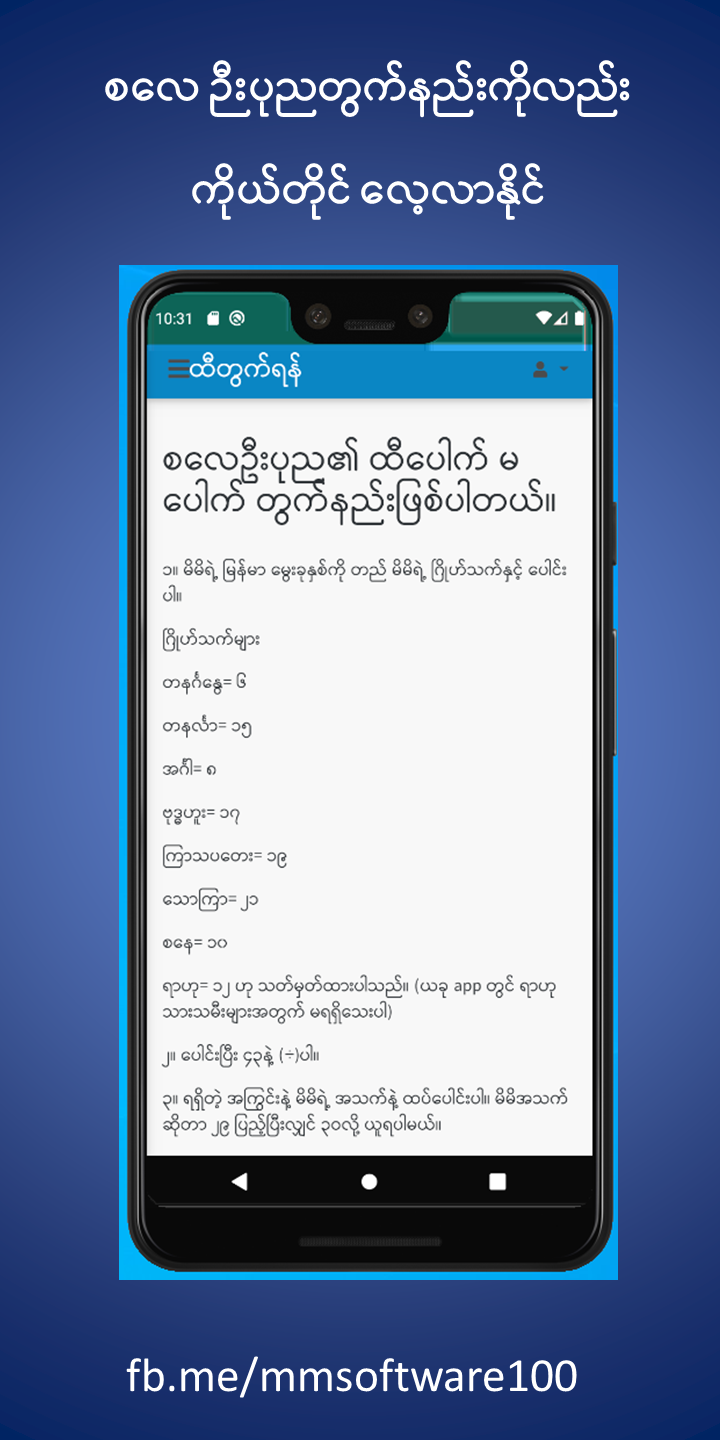 စလေ ဦးပုညတွက်နည်းကိုလည်း
ကိုယ်တိုင် လေ့လာနိုင်
10:31
ထီတွက်ရန်
စလေဦးပုည၏ ထီပေါက် မ
ပေါက် တွက်နည်းဖြစ်ပါတယ်။
၁။ မိမိရဲ့ မြန်မာ မွေးခုနှစ်ကို တည် မိမိရဲ့ ဂြိုဟ်သက်နှင့် ပေါင်း
ပါ။
ဂြိုဟ်သက်များ
တနင်္ဂနွေ= ၆
တနင်္လာ= ၁၅
အင်္ဂါ= ၈
ဗုဒ္ဓဟူး= ၁၇
ကြာသပတေး= ၁၉
သောကြာ= ၂၁
စနေ= ၁၀
ရာဟု= ၁၂ ဟု သတ်မှတ်ထားပါသည်။ (ယခု app တွင် ရာဟု
သားသမီးများအတွက် မရရှိသေးပါ)
၂။ ပေါင်းပြီး ၄၃နဲ့ (÷)ပါ။
၃။ ရရှိတဲ့ အကြွင်းနဲ့ မိမိရဲ့ အသက်နဲ့ ထပ်ပေါင်းပါ။ မိမိအသက်
ဆိုတာ ၂၉ ပြည့်ပြီးလျှင် ၃၀လို့ ယူရပါမယ်။
fb.me/mmsoftware100